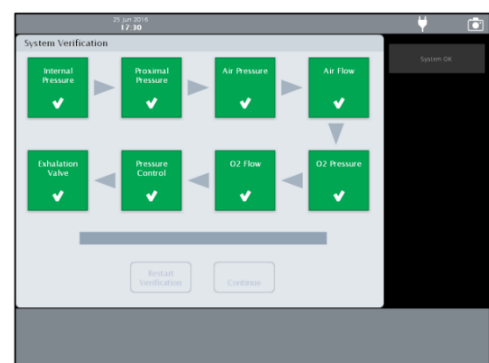 25 Jun 2016
17:30
System Verification
System OK
Internal
Pressure
Proximal
Pressure
Air Pressure
Air Flow
Exhalation
Valve
Pressure
Control
O2 Flow
O2 Pressure
Restart
Verification
Continue